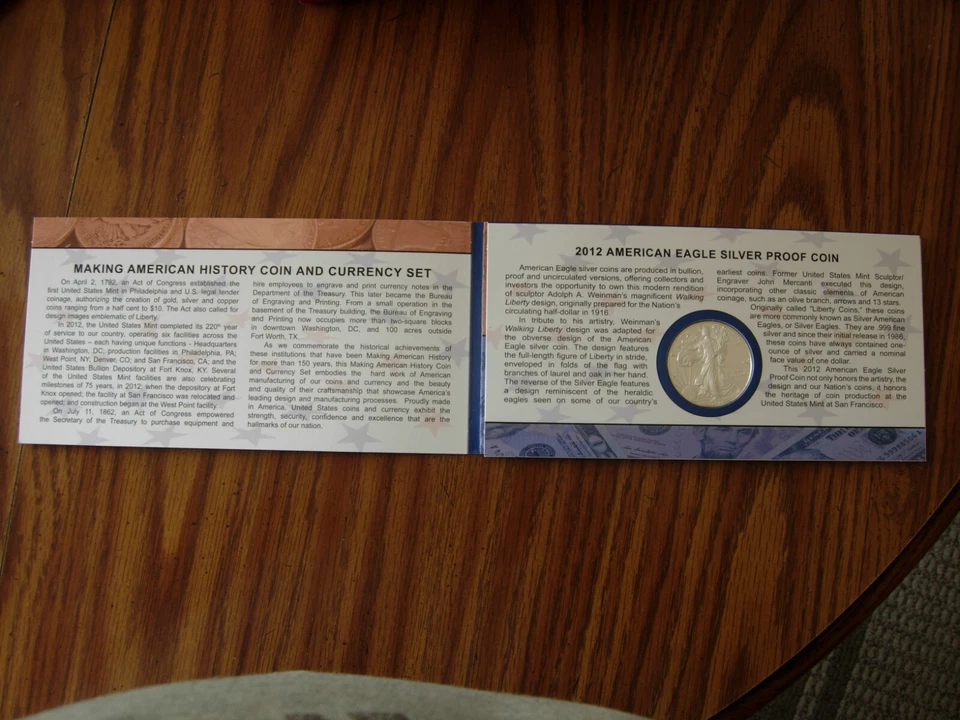 MAKING AMERICAN HISTORY COIN AND CURRENCY SET
On April 2, 1792, an Act of Congress established the
first United States Mint in Philadelphia and U.S. legal tender
coinage, authorizing the creation of gold, silver and copper
coins ranging from a half cent to $10. The Act also called for
design images emblematic of Liberty.
In 2012, the United States Mint completed its 220th year
of service to our country, operating six facilities across the
United States – each having unique functions - Headquarters
in Washington, DC; production facilities in Philadelphia, PA;
West Point, NY; Denver, CO; and San Francisco, CA; and the
United States Bullion Depository at Fort Knox, KY. Several
of the United States Mint facilities are also celebrating
milestones of 75 years, in 2012, when the depository at Fort
Knox opened, the facility at San Francisco was relocated and
opened, and construction began at the West Point facility.
On July 11, 1862, an Act of Congress empowered
the Secretary of the Treasury to purchase equipment and
hire employees to engrave and print currency notes in the
Department of the Treasury. This later became the Bureau
of Engraving and Printing. From a small operation in the
basement of the Treasury building, the Bureau of Engraving
and Printing now occupies more than two-square blocks
in downtown Washington, DC, and 100 acres outside
Fort Worth, TX.
As we commemorate the historical achievements of
these institutions that have been Making American History
for more than 150 years, this Making American History Coin
and Currency Set embodies the hard work of American
manufacturing of our coins and currency and the beauty
and quality of their craftsmanship that showcase America's
leading design and manufacturing processes. Proudly made
in America, United States coins and currency exhibit the
strength, security, confidence and excellence that are the
hallmarks of our nation.
2012 AMERICAN EAGLE SILVER PROOF COIN
American Eagle silver coins are produced in bullion,
proof and uncirculated versions, offering collectors and
investors the opportunity to own this modern rendition
of sculptor Adolph A. Weinman's magnificent Walking
Liberty design, originally prepared for the Nation's
circulating half-dollar in 1916.
In tribute to his artistry, Weinman's
Walking Liberty design was adapted for
the obverse design of the American
Eagle silver coin. The design features
the full-length figure of Liberty in stride,
enveloped in folds of the flag with
branches of laurel and oak in her hand.
The reverse of the Silver Eagle features
a design reminiscent of the heraldic
eagles seen on some of our country's
earliest coins. Former United States Mint Sculptor/
Engraver John Mercanti executed this design,
incorporating other classic elements of American
coinage, such as an olive branch, arrows and 13 stars.
Originally called "Liberty Coins," these coins
are more commonly known as Silver American
Eagles, or Silver Eagles. They are .999 fine
silver and since their initial release in 1986,
these coins have always contained one-
ounce of silver and carried a nominal
face value of one dollar.
This 2012 American Eagle Silver
Proof Coin not only honors the artistry, the
design and our Nation's coins, it honors
the heritage of coin production at the
United States Mint at San Francisco.